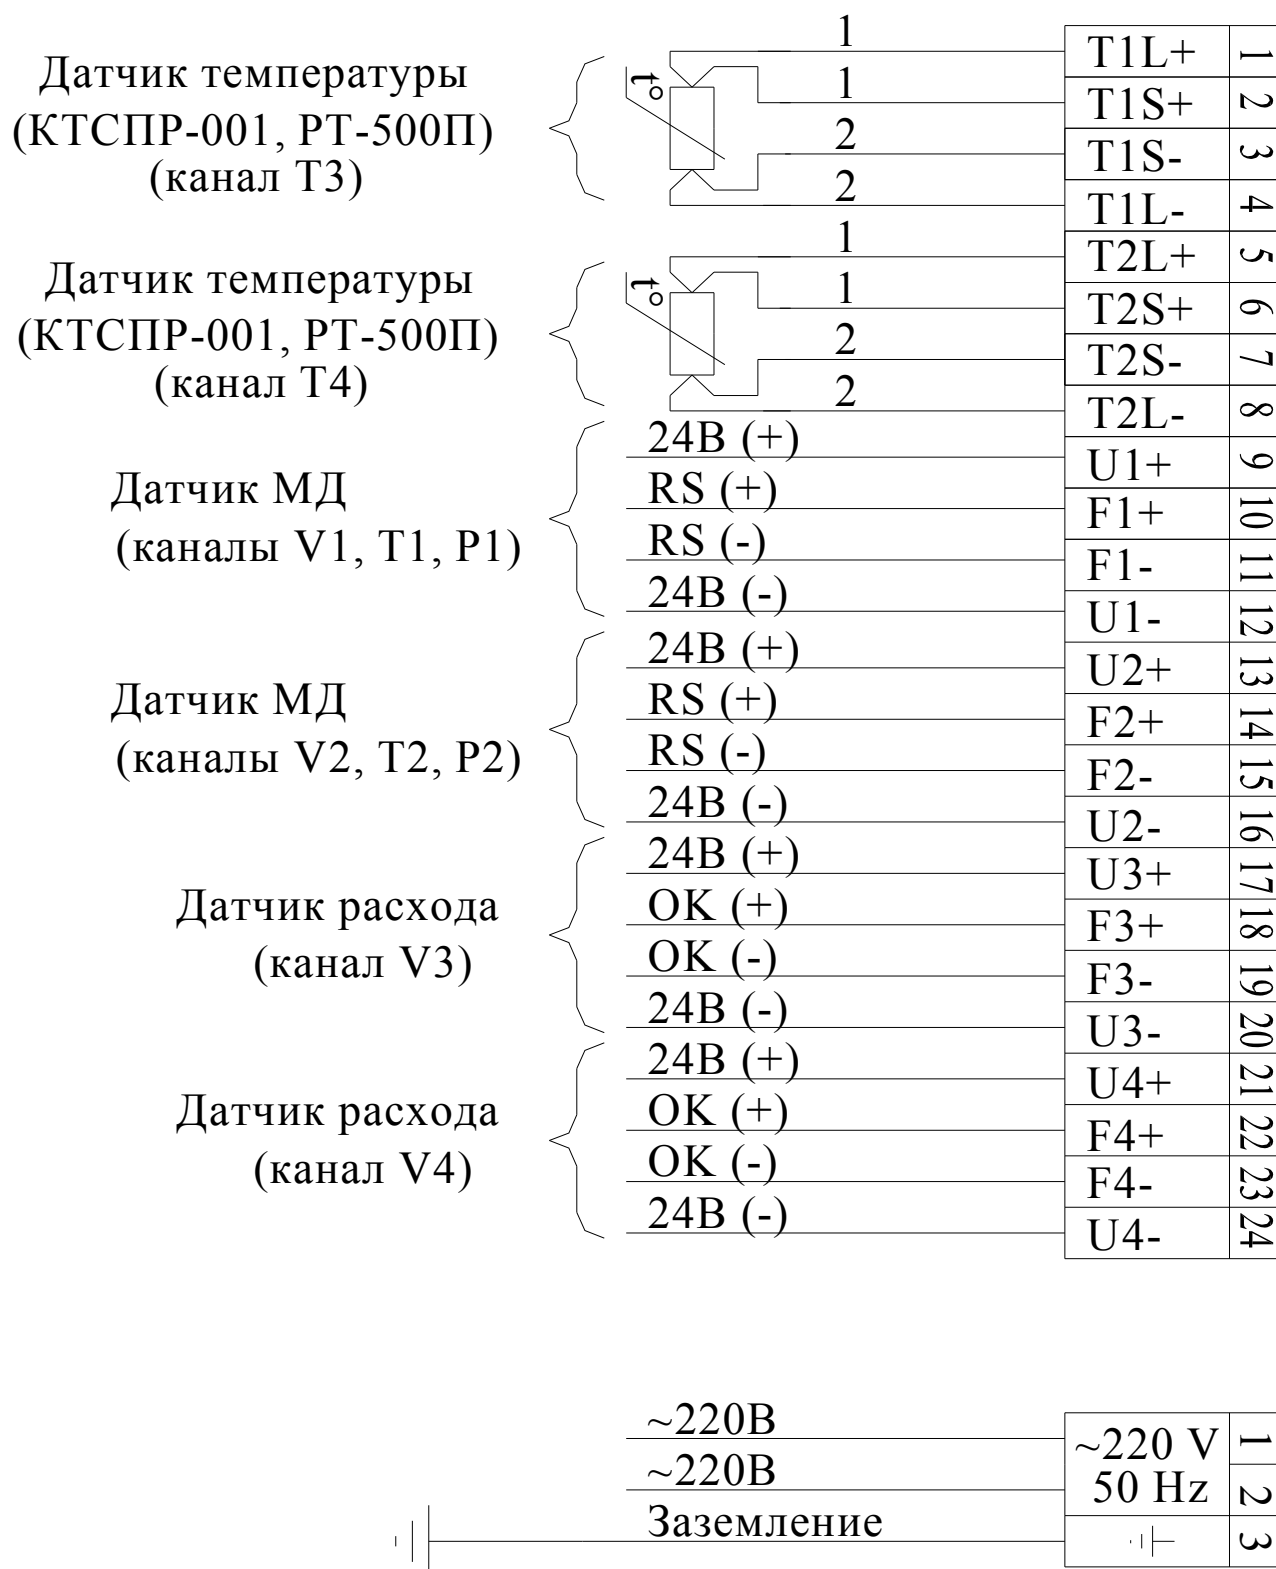 Датчик температуры
(КТСПР-001, РТ-500П)
(канал Т3)
t°
1
1
2
2
T1L+ 1
T1S+ 2
T1S- 3
T1L- 4
Датчик температуры
(КТСПР-001, РТ-500П)
(канал Т4)
t°
1
1
2
2
T2L+ 5
T2S+ 6
T2S- 7
T2L- 8
Датчик МД
(каналы V1, T1, P1)
24В (+) U1+ 9
RS (+) F1+ 10
RS (-) F1- 11
24В (-) U1- 12
Датчик МД
(каналы V2, T2, P2)
24В (+) U2+ 13
RS (+) F2+ 14
RS (-) F2- 15
24В (-) U2- 16
Датчик расхода
(канал V3)
24В (+) U3+ 17
ОК (+) F3+ 18
ОК (-) F3- 19
24В (-) U3- 20
Датчик расхода
(канал V4)
24В (+) U4+ 21
ОК (+) F4+ 22
ОК (-) F4- 23
24В (-) U4- 24
~220В ~220 V 1
~220В 50 Hz 2
Заземление 3